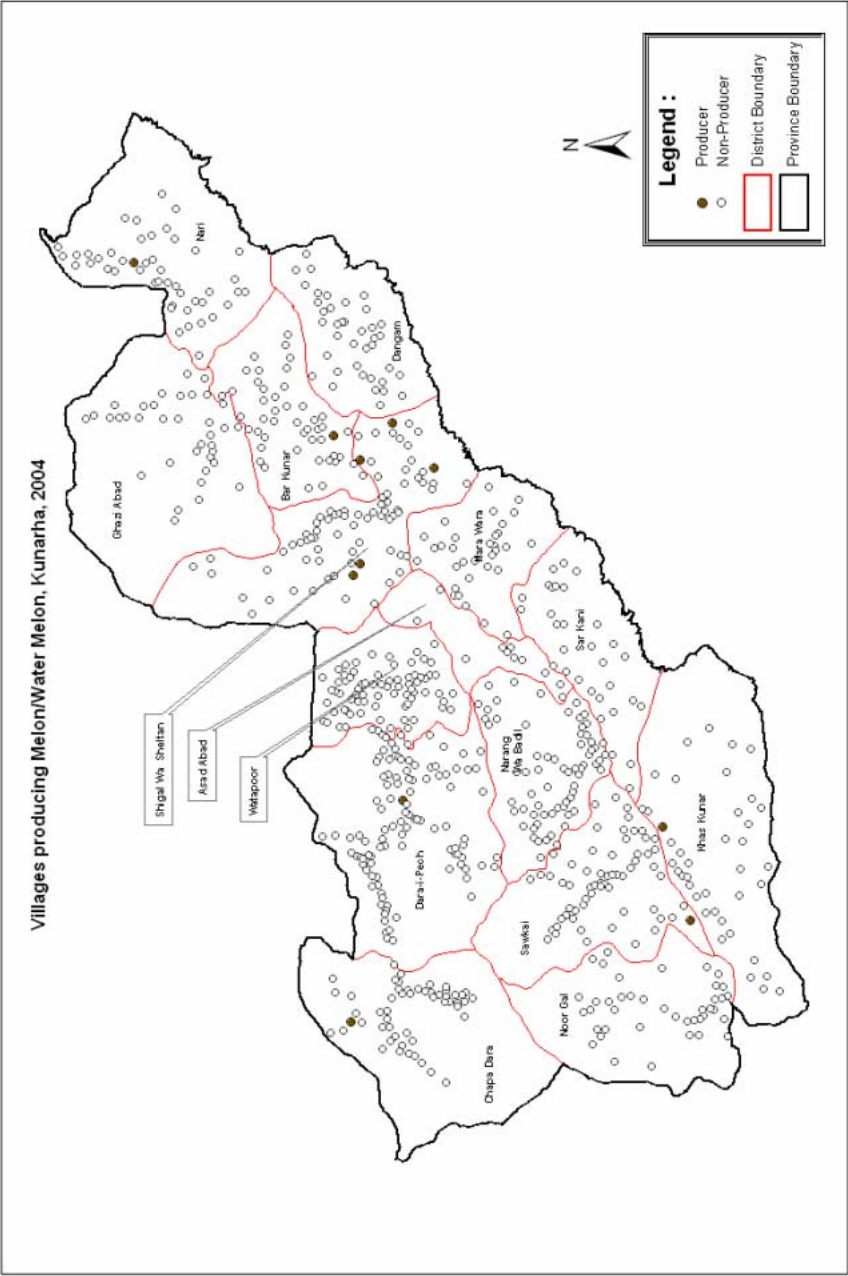 Villages producing Melon/Water Melon, Kunarha, 2004
Nari
Ghazi Abad
Bar Kunar
Dangam
Shigal Wa Sheltan
Asad Abad
Watapoor
Mara Wara
Sar Kani
Narang
Wa Badil
Dara-i-Pech
Khas Kunar
Sawkai
Noor Gal
Chapa Dara
N
Legend :
Producer
Non-Producer
District Boundary
Province Boundary